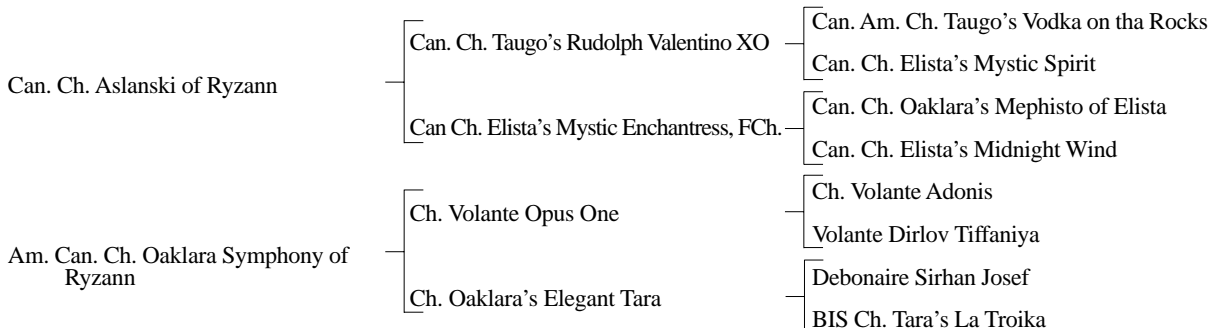 Can. Am. Ch. Taugo's Vodka on tha Rocks
Can. Ch. Taugo's Rudolph Valentino XO
Can. Ch. Elista's Mystic Spirit
Can. Ch. Aslanski of Ryzann
Can. Ch. Oaklara's Mephisto of Elista
Can Ch. Elista's Mystic Enchantress, FCh.
Can. Ch. Elista's Midnight Wind
Ch. Volante Adonis
Ch. Volante Opus One
Volante Dirlov Tiffaniya
Am. Can. Ch. Oaklara Symphony of
Ryzann
Debonaire Sirhan Josef
Ch. Oaklara's Elegant Tara
BIS Ch. Tara's La Troika